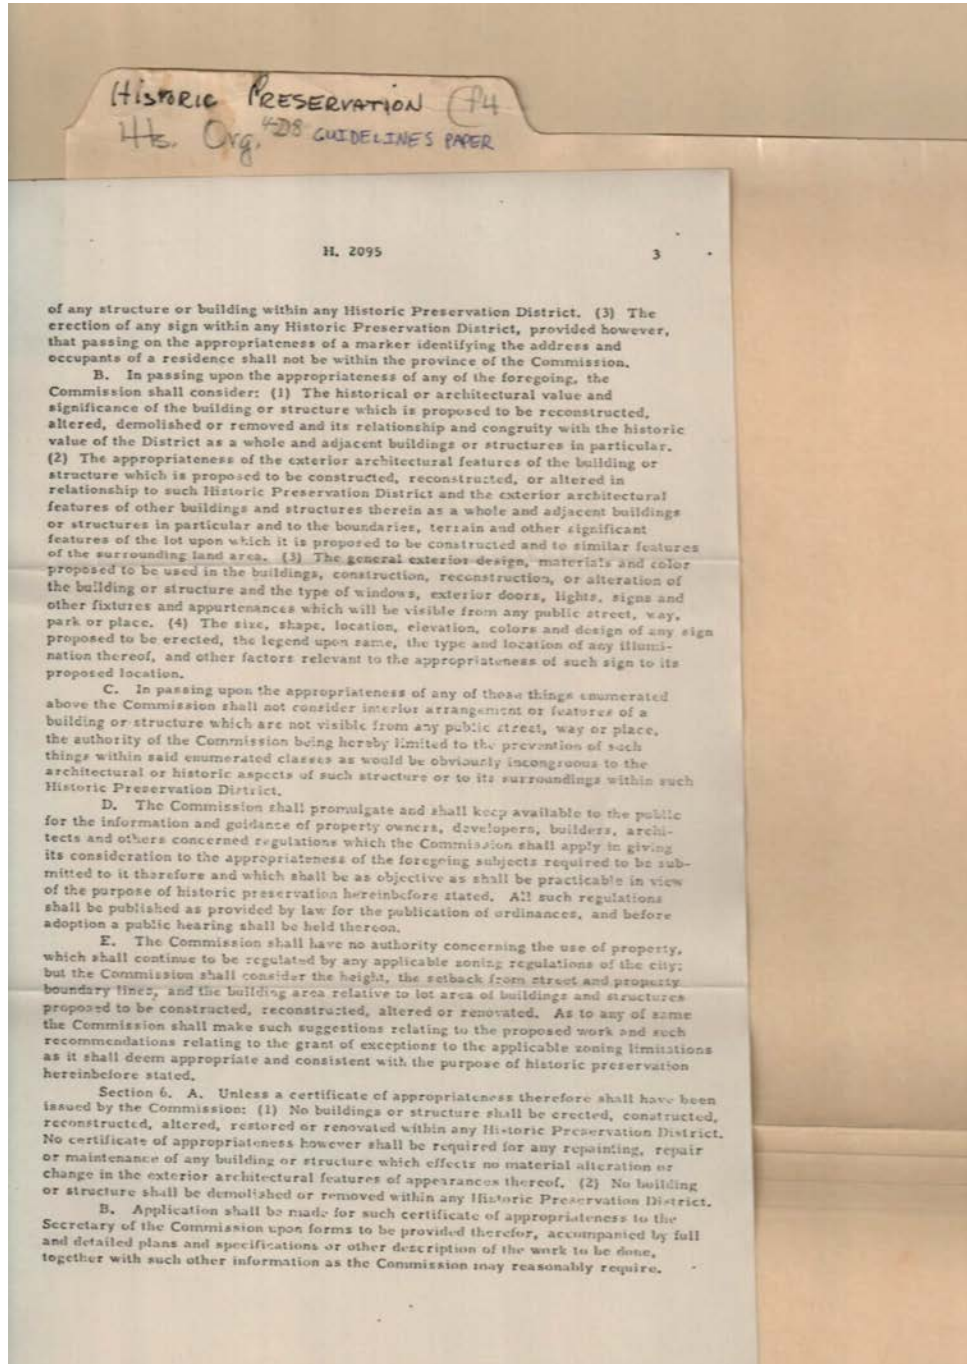 HISTORIC PRESERVATION P4
Hs. Org. 4-D8 GUIDELINES PAPER
H. 2095 3
of any structure or building within any Historic Preservation District. (3) The
erection of any sign within any Historic Preservation District, provided however,
that passing on the appropriateness of a marker identifying the address and
occupants of a residence shall not be within the province of the Commission.
B. In passing upon the appropriateness of any of the foregoing, the
Commission shall consider: (1) The historical or architectural value and
significance of the building or structure which is proposed to be reconstructed,
altered, demolished or removed and its relationship and congruity with the historic
value of the District as a whole and adjacent buildings or structures in particular.
(2) The appropriateness of the exterior architectural features of the building or
structure which is proposed to be constructed, reconstructed, or altered in
relationship to such Historic Preservation District and the exterior architectural
features of other buildings and structures therein as a whole and adjacent buildings
or structures in particular and to the boundaries, terrain and other significant
features of the lot upon which it is proposed to be constructed and to similar features
of the surrounding land area. (3) The general exterior design, materials and color
proposed to be used in the buildings, construction, reconstruction, or alteration of
the building or structure and the type of windows, exterior doors, lights, signs and
other fixtures and appurtenances which will be visible from any public street, way,
park or place. (4) The size, shape, location, elevation, colors and design of any sign
proposed to be erected, the legend upon same, the type and location of any illumi-
nation thereof, and other factors relevant to the appropriateness of such sign to its
proposed location.
C. In passing upon the appropriateness of any of those things enumerated
above the Commission shall not consider interior arrangement or features of a
building or structure which are not visible from any public street, way or place,
the authority of the Commission being hereby limited to the prevention of such
things within said enumerated classes as would be obviously incongruous to the
architectural or historic aspects of such structure or to its surroundings within such
Historic Preservation District.
D. The Commission shall promulgate and shall keep available to the public
for the information and guidance of property owners, developers, builders, archi-
tects and others concerned regulations which the Commission shall apply in giving
its consideration to the appropriateness of the foregoing subjects required to be sub-
mitted to it therefore and which shall be as objective as shall be practicable in view
of the purpose of historic preservation hereinbefore stated. All such regulations
shall be published as provided by law for the publication of ordinances, and before
adoption a public hearing shall be held thereon.
E. The Commission shall have no authority concerning the use of property,
which shall continue to be regulated by any applicable zoning regulations of the city;
but the Commission shall consider the height, the setback from street and property
boundary lines, and the building area relative to lot area of buildings and structures
proposed to be constructed, reconstructed, altered or renovated. As to any of same
the Commission shall make such suggestions relating to the proposed work and such
recommendations relating to the grant of exceptions to the applicable zoning limitations
as it shall deem appropriate and consistent with the purpose of historic preservation
hereinbefore stated.
Section 6. A. Unless a certificate of appropriateness therefore shall have been
issued by the Commission: (1) No buildings or structure shall be erected, constructed,
reconstructed, altered, restored or renovated within any Historic Preservation District.
No certificate of appropriateness however shall be required for any repainting, repair
or maintenance of any building or structure which effects no material alteration or
change in the exterior architectural features of appearances thereof. (2) No building
or structure shall be demolished or removed within any Historic Preservation District.
B. Application shall be made for such certificate of appropriateness to the
Secretary of the Commission upon forms to be provided therefor, accompanied by full
and detailed plans and specifications or other description of the work to be done,
together with such other information as the Commission may reasonably require.